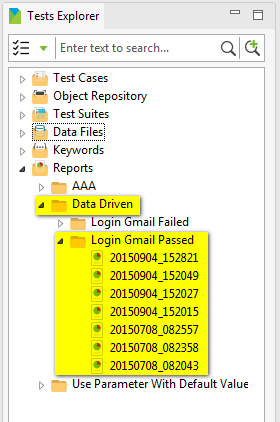 Tests Explorer
Enter text to search...
Test Cases
Object Repository
Test Suites
Data Files
Keywords
Reports
AAA
Data Driven
Login Gmail Failed
Login Gmail Passed
20150904_152821
20150904_152049
20150904_152027
20150904_152015
20150708_082557
20150708_082358
20150708_082043
Use Parameter With Default Value